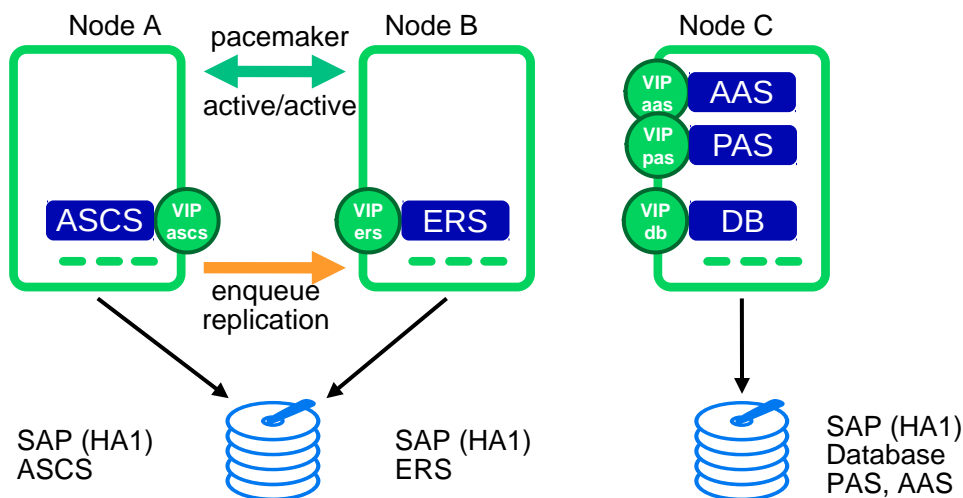 Node A
pacemaker
Node B
Node C
active/active
VIP
aas
AAS
VIP
pas
PAS
ASCS
VIP
ascs
VIP
ers
ERS
VIP
db
DB
enqueue
replication
SAP (HA1)
ASCS
SAP (HA1)
ERS
SAP (HA1)
Database
PAS, AAS